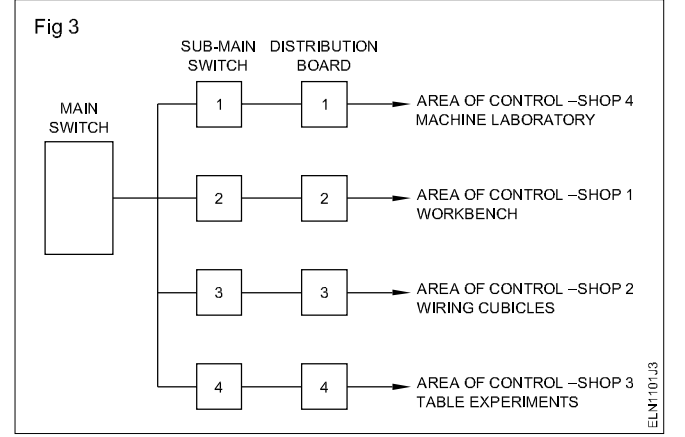 Fig 3
SUB-MAIN DISTRIBUTION
SWITCH BOARD
MAIN
SWITCH
1 1 AREA OF CONTROL –SHOP 4
MACHINE LABORATORY
2 2 AREA OF CONTROL –SHOP 1
WORKBENCH
3 3 AREA OF CONTROL –SHOP 2
WIRING CUBICLES
4 4 AREA OF CONTROL –SHOP 3
TABLE EXPERIMENTS
ELN1101J3